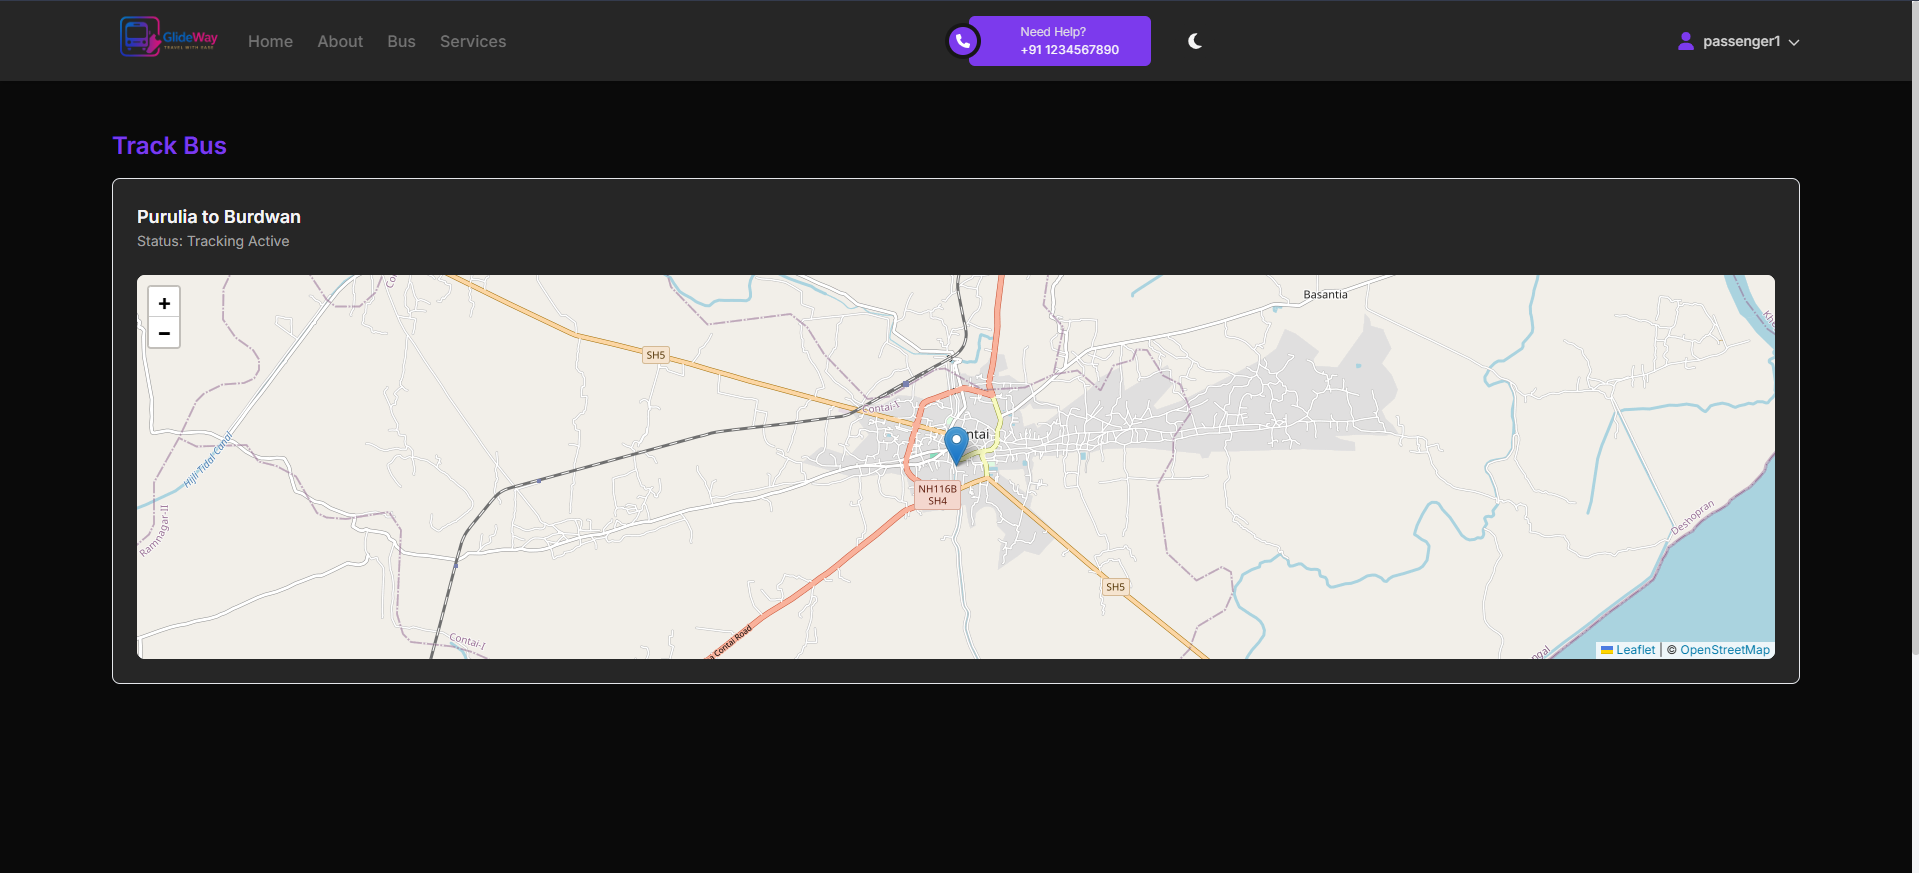 GlideWay
TRAVEL WITH EASE
Home
About
Bus
Services
Need Help?
+91 1234567890
passenger1
Track Bus
Purulia to Burdwan
Status: Tracking Active
+
−
Basantia
SH5
Contai-I
ntai
NH116B
SH4
Hijli Tidal Canal
Ramnagar-II
Deshopran
SH5
Contai-I
a Contai Road
Leaflet | © OpenStreetMap